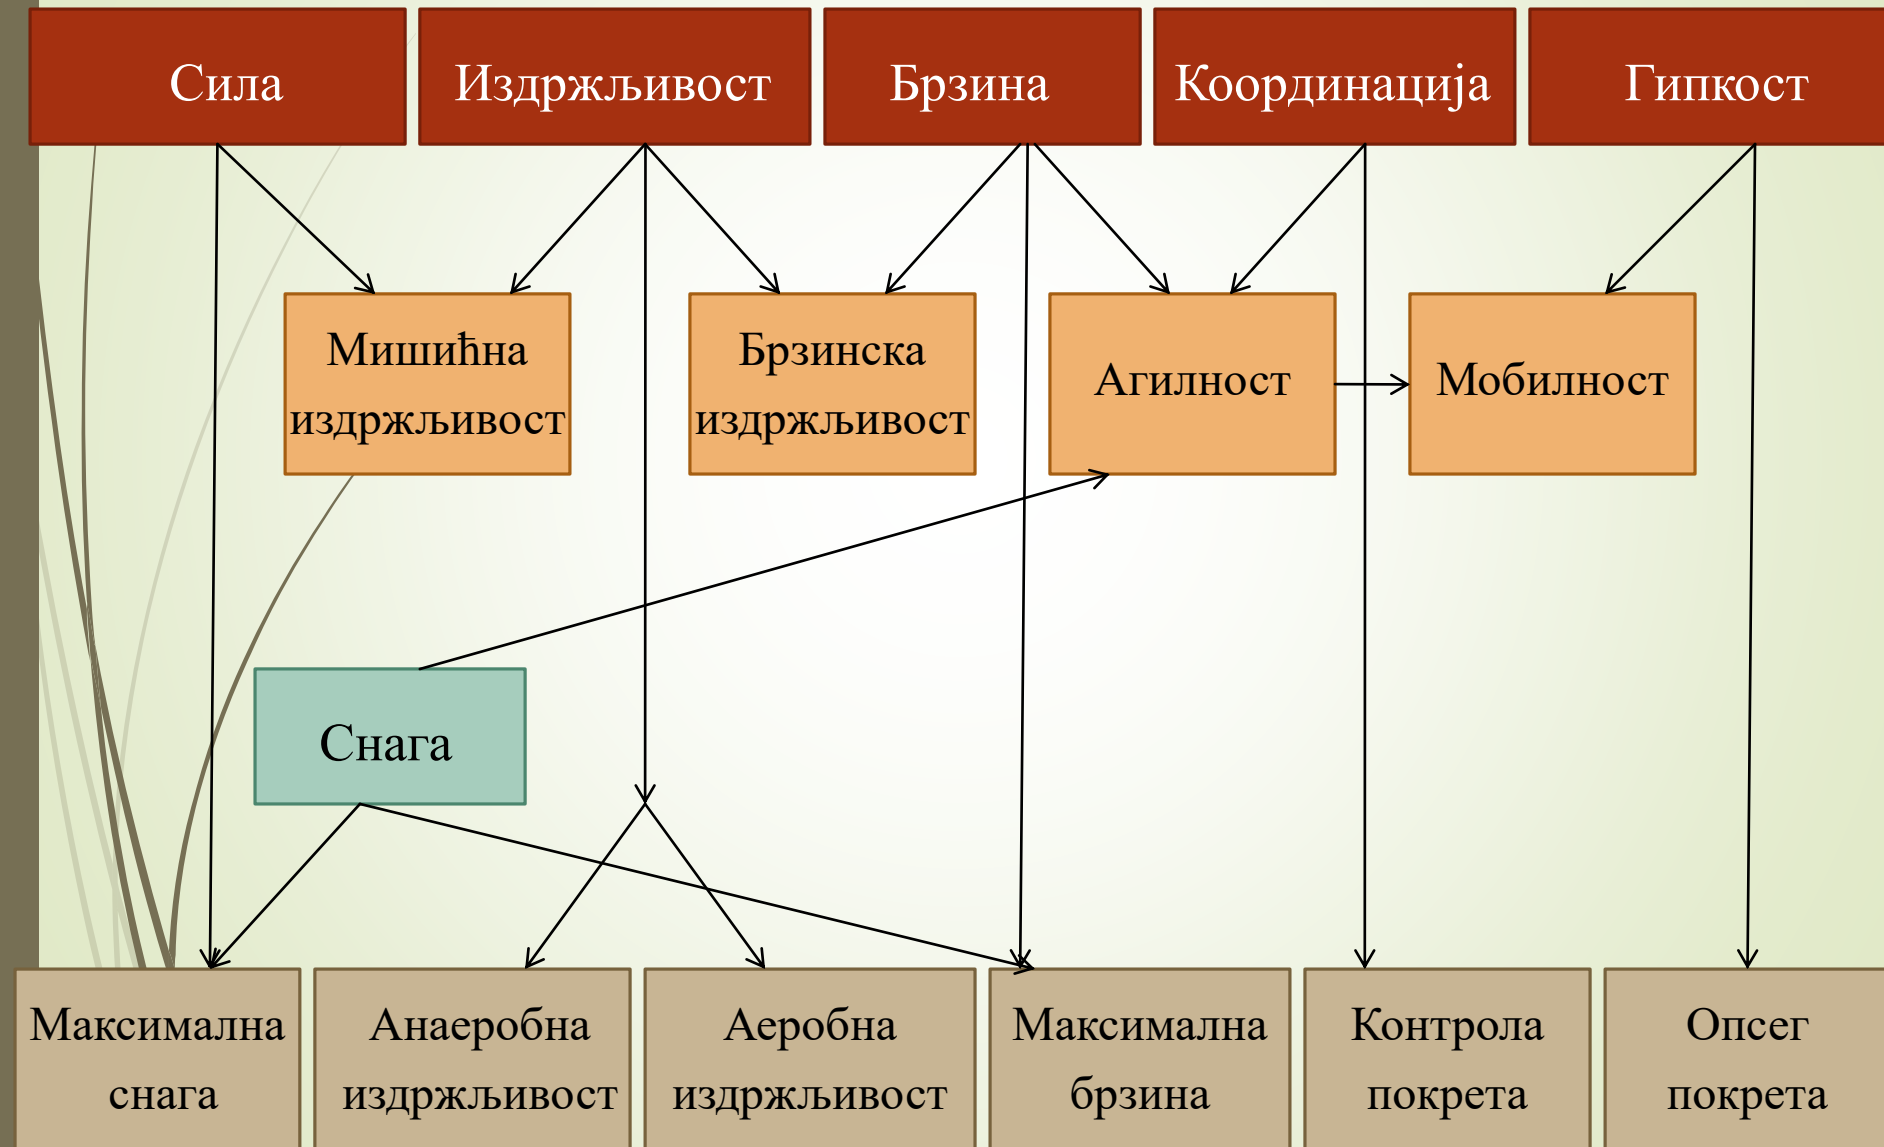 Сила
Издржљивост
Брзина
Координација
Гипкост
Мишићна
издржљивост
Брзинска
издржљивост
Агилност
Мобилност
Снага
Максимална
снага
Анаеробна
издржљивост
Аеробна
издржљивост
Максимална
брзина
Контрола
покрета
Опсег
покрета